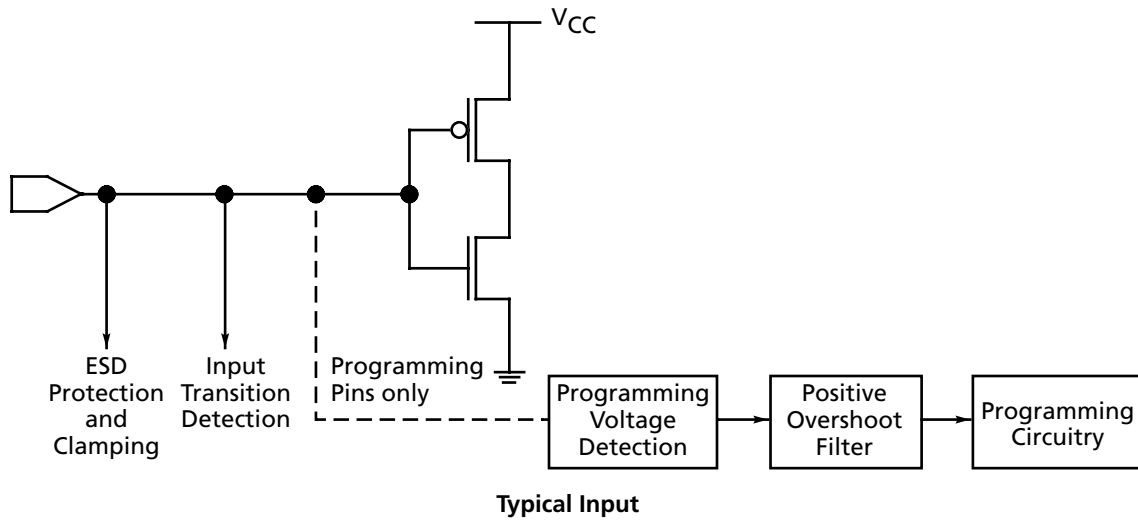 VCC
ESD
Protection
and
Clamping
Input
Transition
Detection
Programming
Pins only
Programming
Voltage
Detection
Positive
Overshoot
Filter
Programming
Circuitry
Typical Input